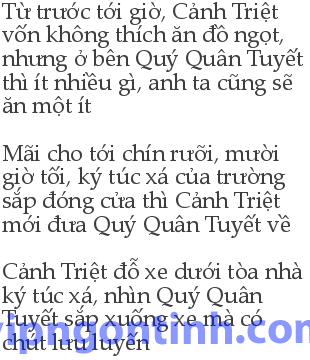 Từ trước tới giờ, Cảnh Triệt
vốn không thích ăn đồ ngọt,
nhưng ở bên Quý Quân Tuyết
thì ít nhiều gì, anh ta cũng sẽ
ăn một ít
Mãi cho tới chín rưỡi, mười
giờ tối, ký túc xá của trường
sắp đóng cửa thì Cảnh Triệt
mới đưa Quý Quân Tuyết về
Cảnh Triệt đỗ xe dưới tòa nhà
ký túc xá, nhìn Quý Quân
Tuyết sắp xuống xe mà có
chút lưu luyến
vipngontinh.com